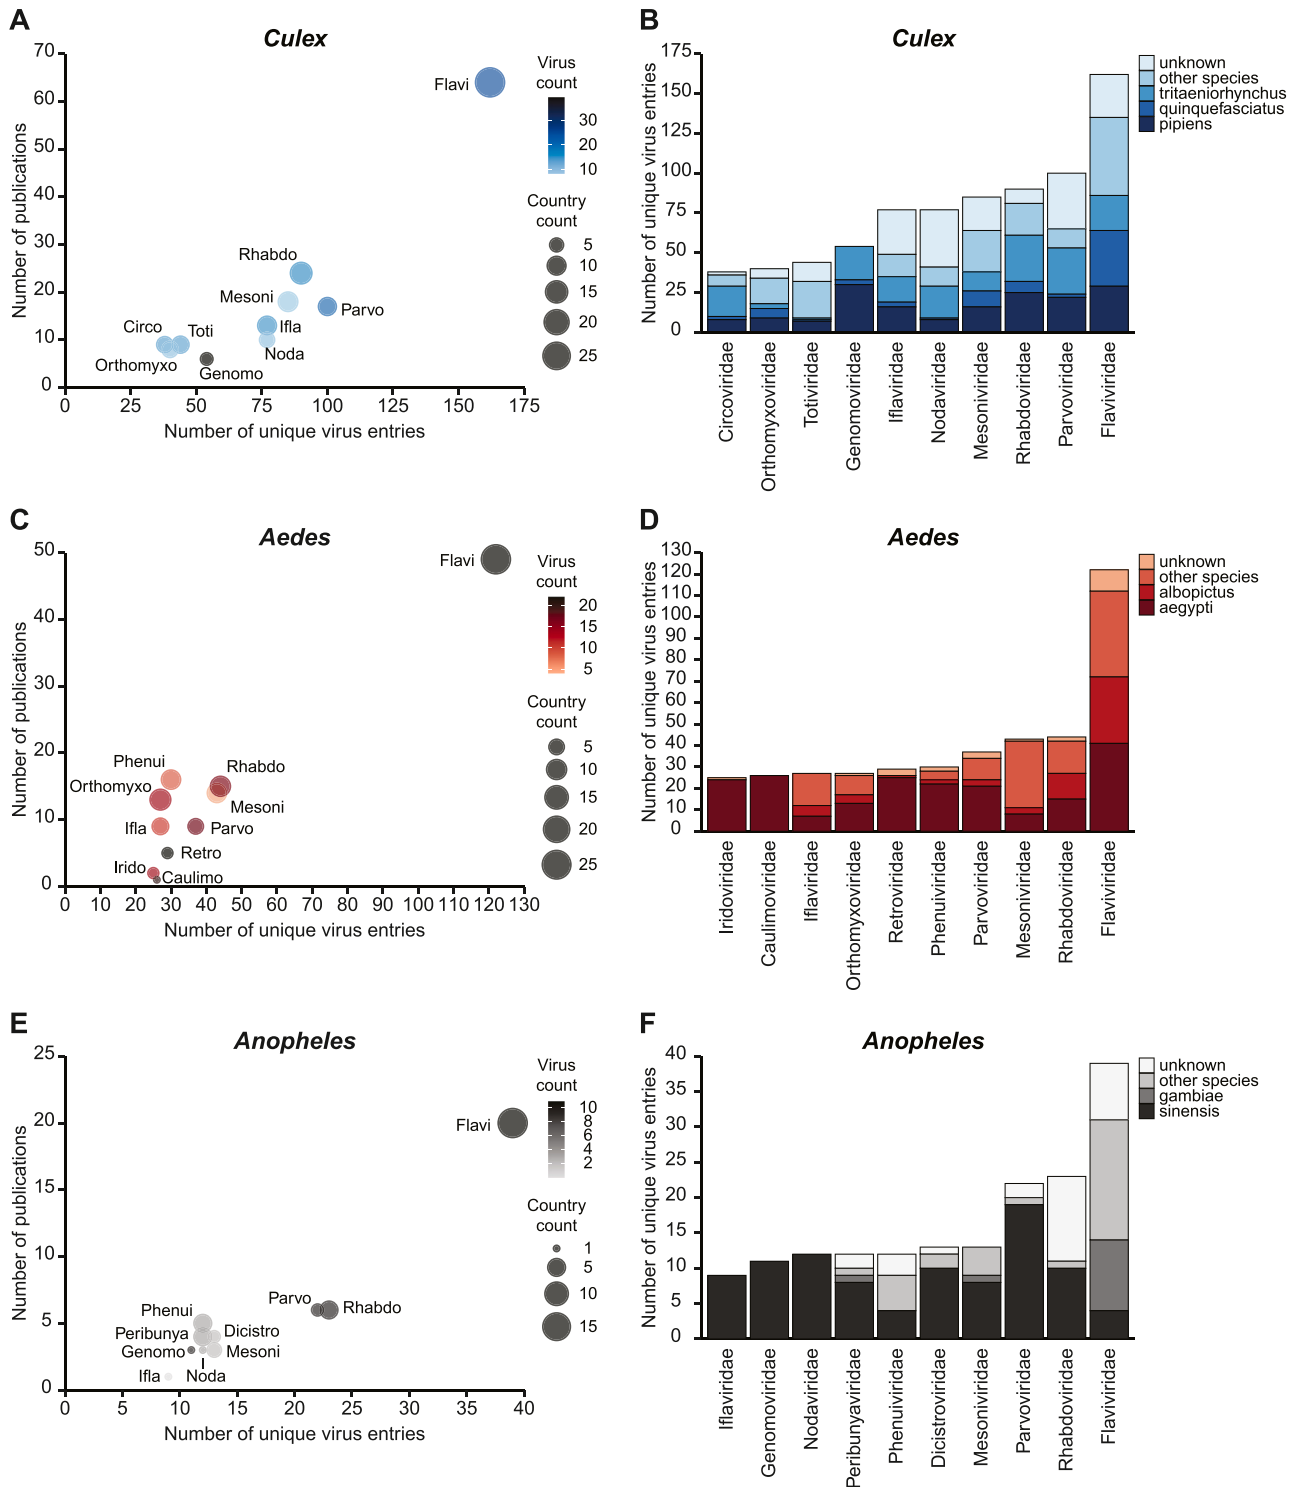 A
Culex
70
60
50
40
30
20
10
0
0
25
50
75
100
125
150
175
Number of publications
Number of unique virus entries
Flavi
Rhabdo
Mesoni
Parvo
Circo
Toti
Ifla
Noda
Orthomyxo
Genomo
Virus
count
30
20
10
Country
count
5
10
15
20
25
B
Culex
175
150
125
100
75
50
25
0
Number of unique virus entries
unknown
other species
tritaeniorhynchus
quinquefasciatus
pipiens
Circoviridae
Orthomyxoviridae
Totiviridae
Genomoviridae
Iflaviridae
Nodaviridae
Mesoniviridae
Rhabdoviridae
Parvoviridae
Flaviviridae
C
Aedes
50
40
30
20
10
0
0
10
20
30
40
50
60
70
80
90
100
110
120
130
Number of publications
Number of unique virus entries
Flavi
Phenui
Rhabdo
Orthomyxo
Mesoni
Ifla
Parvo
Retro
Irido
Caulimo
Virus
count
20
15
10
5
Country
count
5
10
15
20
25
D
Aedes
130
120
110
100
90
80
70
60
50
40
30
20
10
0
Number of unique virus entries
unknown
other species
albopictus
aegypti
Iridoviridae
Caulimoviridae
Iflaviridae
Orthomyxoviridae
Retroviridae
Phenuiviridae
Parvoviridae
Mesoniviridae
Rhabdoviridae
Flaviviridae
E
Anopheles
25
20
15
10
5
0
0
5
10
15
20
25
30
35
40
Number of publications
Number of unique virus entries
Flavi
Parvo
Rhabdo
Phenui
Peribunya
Dicistro
Genomo
Mesoni
Ifla
Noda
Virus
count
10
8
6
4
2
Country
count
1
5
10
15
F
Anopheles
40
35
30
25
20
15
10
5
0
Number of unique virus entries
unknown
other species
gambiae
sinensis
Iflaviridae
Genomoviridae
Nodaviridae
Peribunyaviridae
Phenuiviridae
Dicistroviridae
Mesoniviridae
Parvoviridae
Rhabdoviridae
Flaviviridae